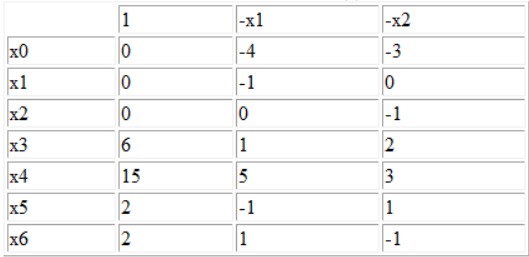 1 -x1 -x2
x0 0 -4 -3
x1 0 -1 0
x2 0 0 -1
x3 6 1 2
x4 15 5 3
x5 2 -1 1
x6 2 1 -1